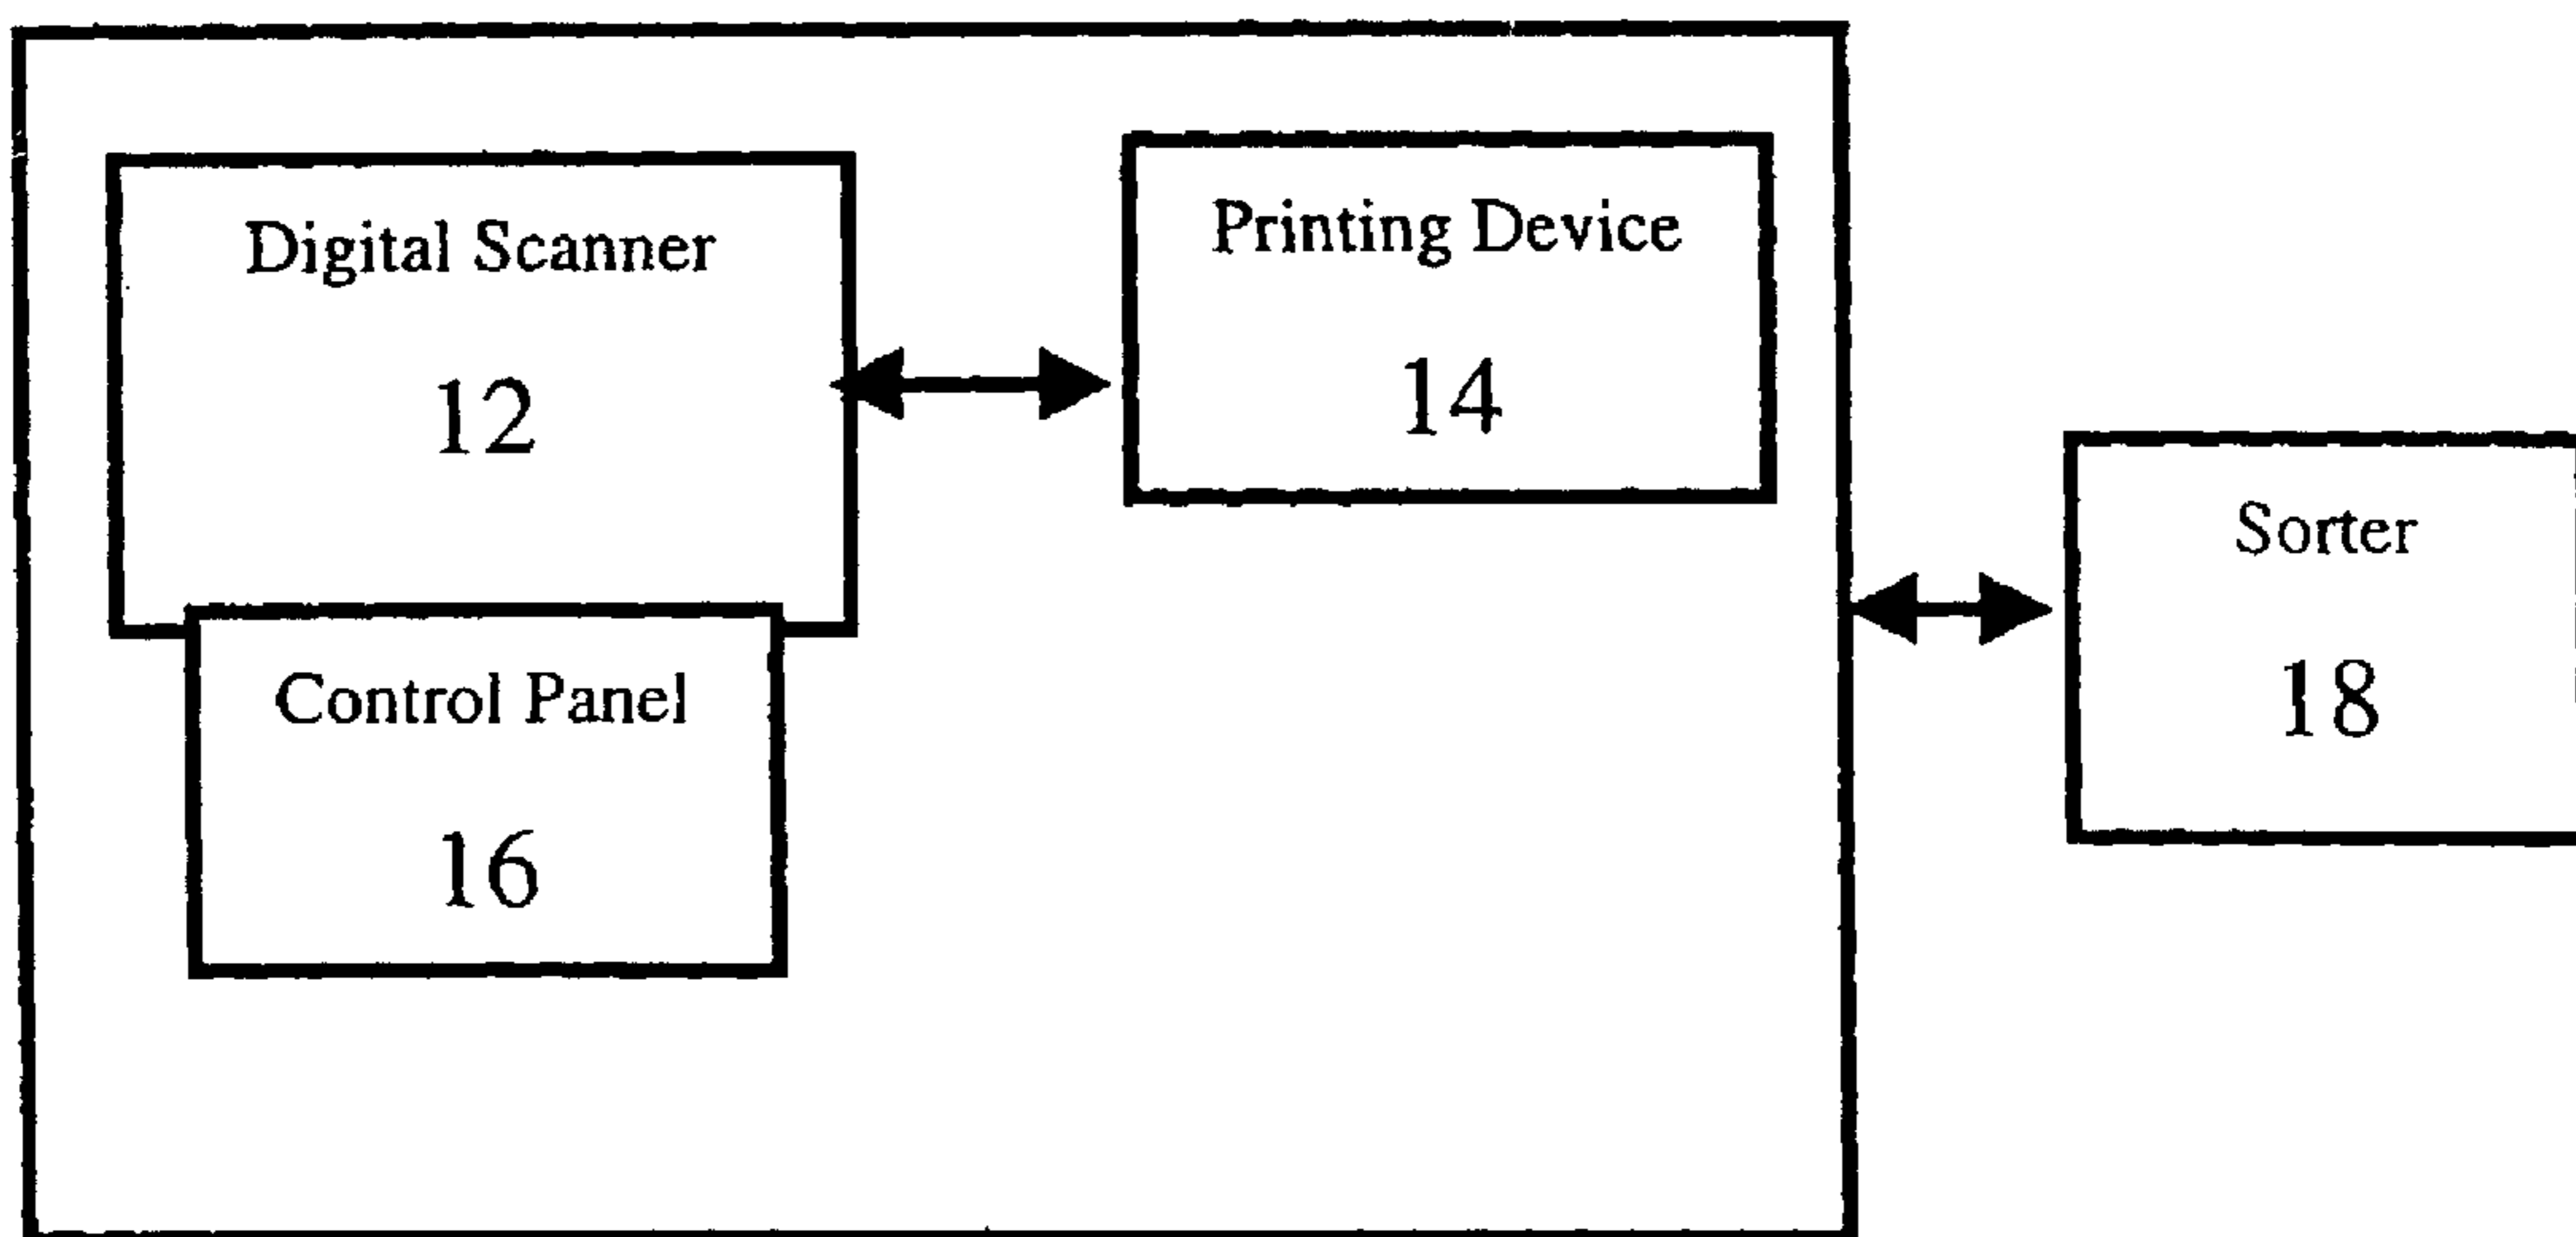 Digital Scanner
12
Printing Device
14
Control Panel
16
Sorter
18